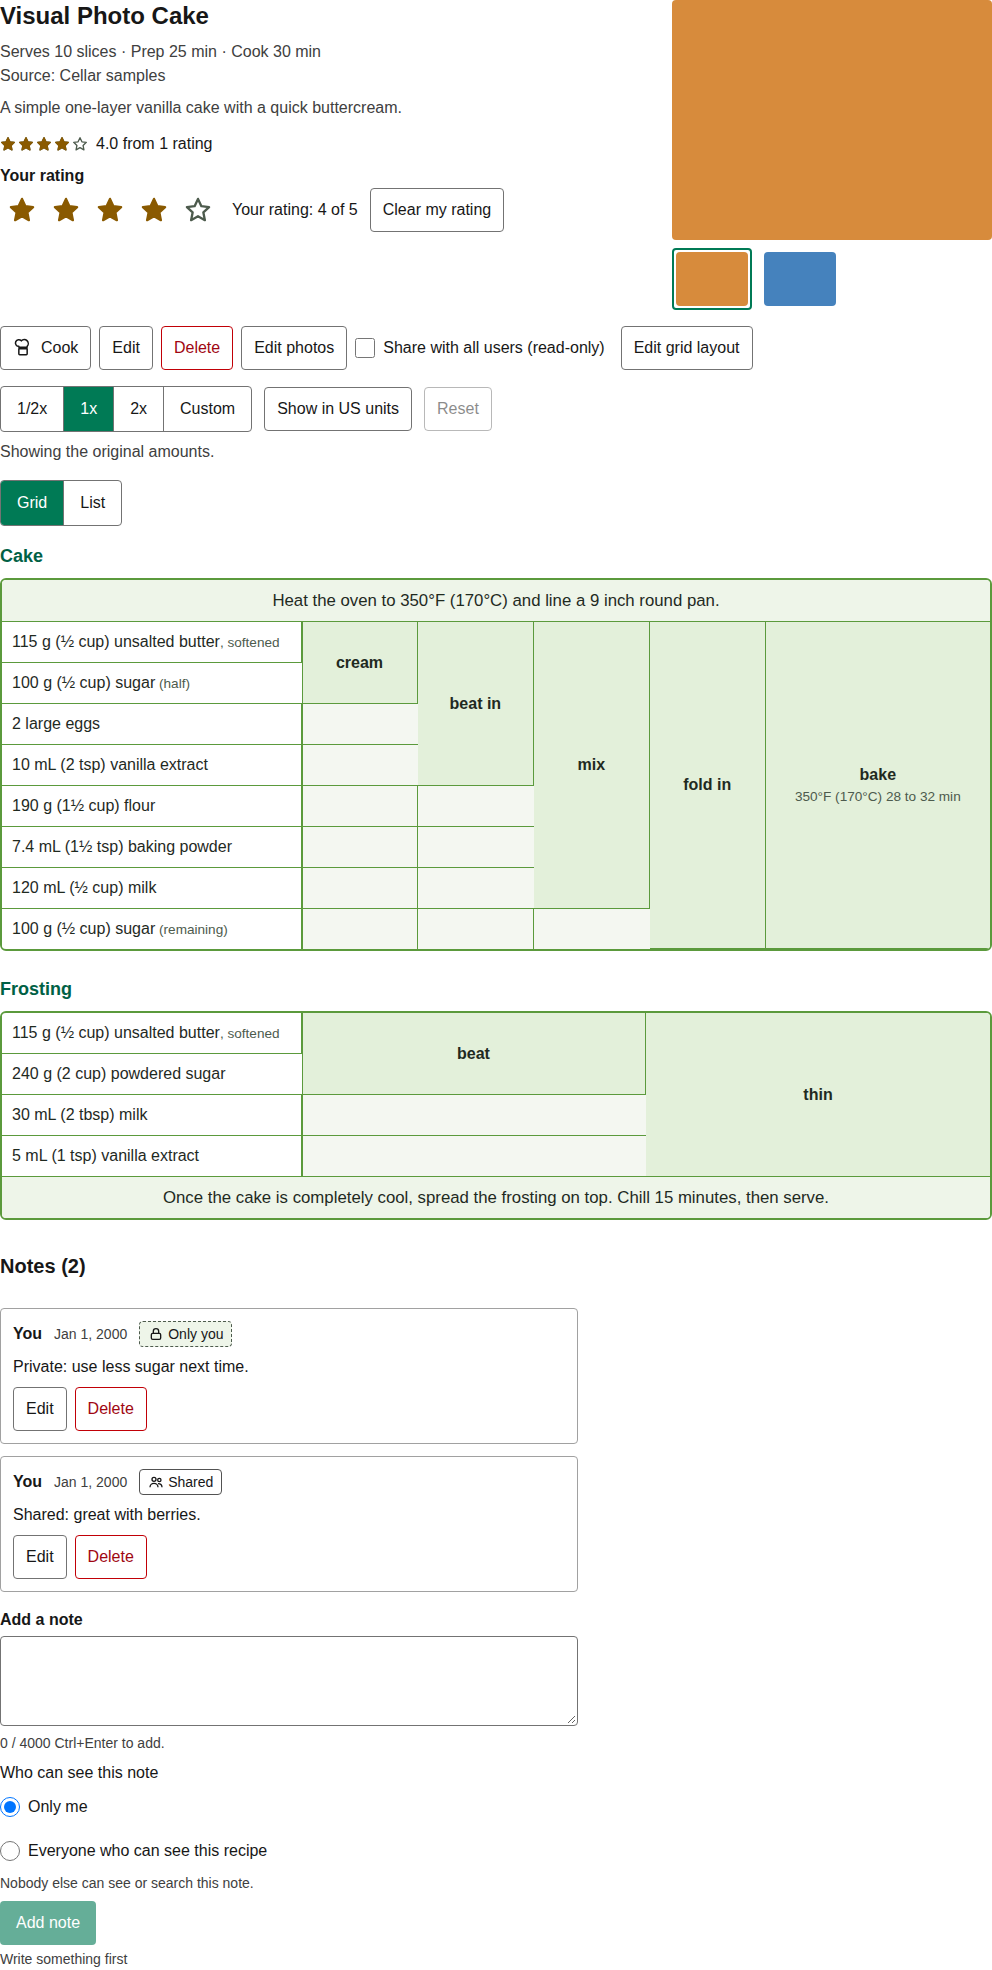 Visual Photo Cake
Serves 10 slices · Prep 25 min · Cook 30 min
Source: Cellar samples
A simple one-layer vanilla cake with a quick buttercream.
4.0 from 1 rating
Your rating
Your rating: 4 of 5
Clear my rating
Cook
Edit
Delete
Edit photos
Share with all users (read-only)
Edit grid layout
1/2x
1x
2x
Custom
Show in US units
Reset
Showing the original amounts.
Grid
List
Cake
Heat the oven to 350°F (170°C) and line a 9 inch round pan.
115 g (½ cup) unsalted butter, softened
100 g (½ cup) sugar (half)
2 large eggs
10 mL (2 tsp) vanilla extract
190 g (1½ cup) flour
7.4 mL (1½ tsp) baking powder
120 mL (½ cup) milk
100 g (½ cup) sugar (remaining)
cream
beat in
mix
fold in
bake
350°F (170°C) 28 to 32 min
Frosting
115 g (½ cup) unsalted butter, softened
240 g (2 cup) powdered sugar
30 mL (2 tbsp) milk
5 mL (1 tsp) vanilla extract
beat
thin
Once the cake is completely cool, spread the frosting on top. Chill 15 minutes, then serve.
Notes (2)
You Jan 1, 2000 Only you
Private: use less sugar next time.
Edit
Delete
You Jan 1, 2000 Shared
Shared: great with berries.
Edit
Delete
Add a note
0 / 4000 Ctrl+Enter to add.
Who can see this note
Only me
Everyone who can see this recipe
Nobody else can see or search this note.
Add note
Write something first